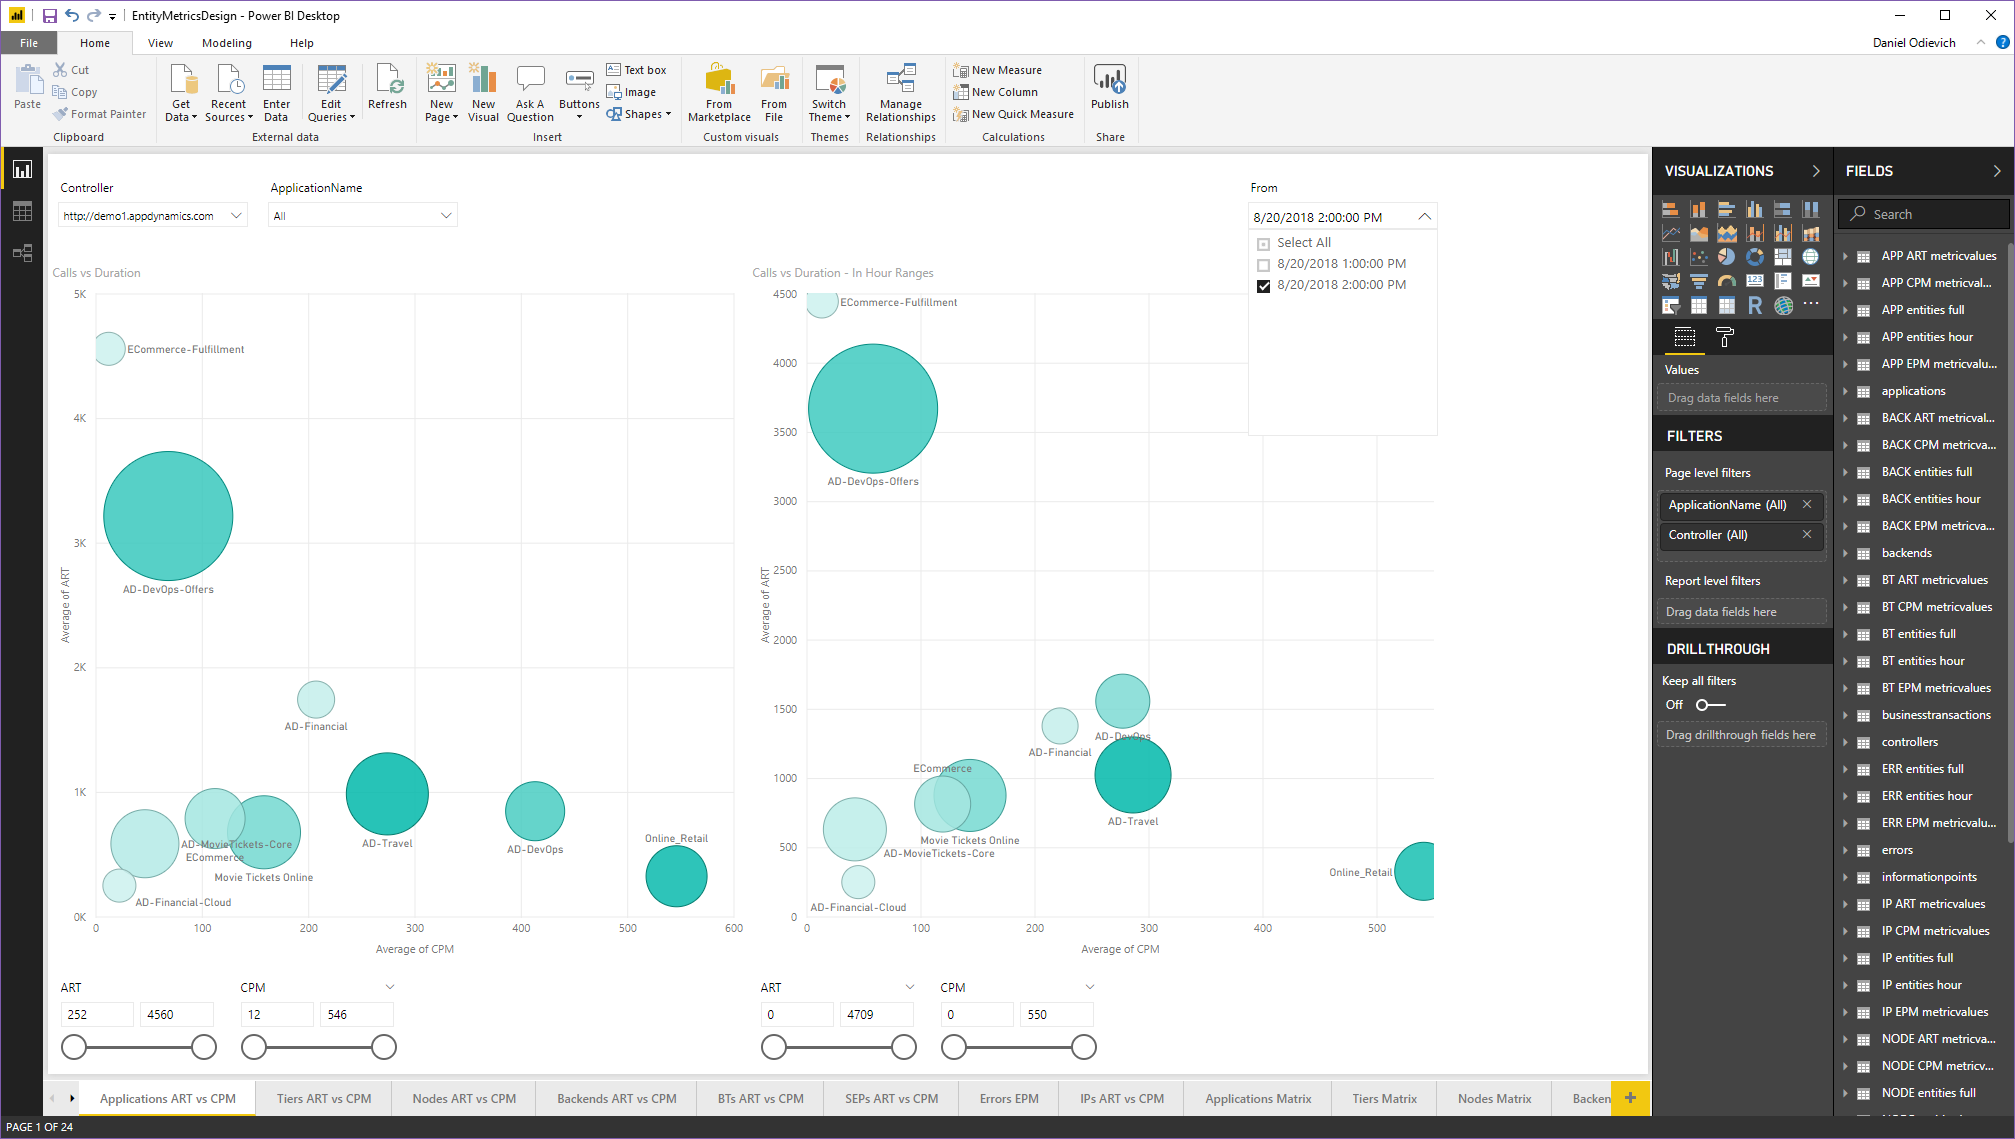 EntityMetricsDesign - Power BI Desktop
File Home View Modeling Help
Daniel Odievich
Paste
Cut
Copy
Format Painter
Clipboard
Get Data
Recent Sources
Enter Data
Edit Queries
Refresh
External data
New Page
New Visual
Ask A Question
Buttons
Text box
Image
Shapes
Insert
From Marketplace
From File
Custom visuals
Switch Theme
Themes
Manage Relationships
Relationships
New Measure
New Column
New Quick Measure
Calculations
Publish
Share
Controller
http://demo1.appdynamics.com
ApplicationName
All
From
8/20/2018 2:00:00 PM
Select All
8/20/2018 1:00:00 PM
8/20/2018 2:00:00 PM
Calls vs Duration
5K
4K
3K
2K
1K
0K
Average of ART
ECommerce-Fulfillment
AD-DevOps-Offers
AD-Financial
AD-MovieTickets-Core
ECommerce
Movie Tickets Online
AD-Financial-Cloud
AD-Travel
AD-DevOps
Online_Retail
0 100 200 300 400 500 600
Average of CPM
Calls vs Duration - In Hour Ranges
4500
4000
3500
3000
2500
2000
1500
1000
500
0
Average of ART
ECommerce-Fulfillment
AD-DevOps-Offers
AD-DevOps
AD-Financial
ECommerce
AD-Travel
Movie Tickets Online
AD-MovieTickets-Core
Online_Retail
AD-Financial-Cloud
0 100 200 300 400 500
Average of CPM
ART
252 4560
CPM
12 546
ART
0 4709
CPM
0 550
Applications ART vs CPM
Tiers ART vs CPM
Nodes ART vs CPM
Backends ART vs CPM
BTs ART vs CPM
SEPs ART vs CPM
Errors EPM
IPs ART vs CPM
Applications Matrix
Tiers Matrix
Nodes Matrix
Backen
+
PAGE 1 OF 24
VISUALIZATIONS
123
R
Values
Drag data fields here
FILTERS
Page level filters
ApplicationName (All)
Controller (All)
Report level filters
Drag data fields here
DRILLTHROUGH
Keep all filters
Off
Drag drillthrough fields here
FIELDS
Search
APP ART metricvalues
APP CPM metricval...
APP entities full
APP entities hour
APP EPM metricvalu...
applications
BACK ART metricval...
BACK CPM metricva...
BACK entities full
BACK entities hour
BACK EPM metricva...
backends
BT ART metricvalues
BT CPM metricvalues
BT entities full
BT entities hour
BT EPM metricvalues
businesstransactions
controllers
ERR entities full
ERR entities hour
ERR EPM metricvalu...
errors
informationpoints
IP ART metricvalues
IP CPM metricvalues
IP entities full
IP entities hour
IP EPM metricvalues
NODE ART metricva...
NODE CPM metricv...
NODE entities full